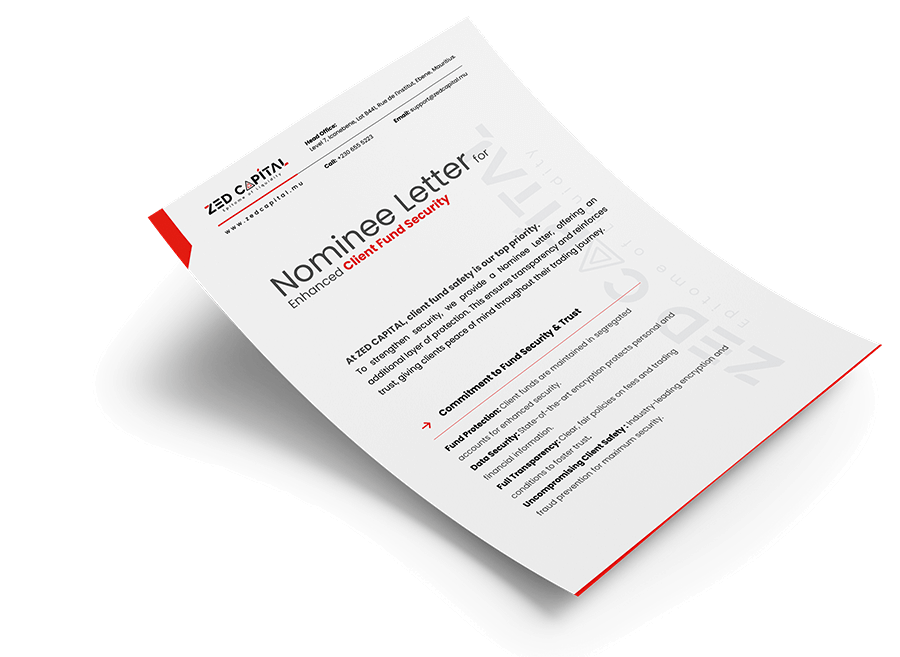 ZED CAPITAL
Epitome of Liquidity
www.zedcapital.mu
Head Office:
Level 7, Iconebene, Lot B441, Rue de l'institut, Ebene, Mauritius.
Call: +230 655 5223
Email: support@zedcapital.mu
Nominee Letter for
Enhanced Client Fund Security
At ZED CAPITAL, client fund safety is our top priority.
To strengthen security, we provide a Nominee Letter, offering an
additional layer of protection. This ensures transparency and reinforces
trust, giving clients peace of mind throughout their trading journey.
Commitment to Fund Security & Trust
Fund Protection: Client funds are maintained in segregated
accounts for enhanced security.
Data Security: State-of-the-art encryption protects personal and
financial information.
Full Transparency: Clear, fair policies on fees and trading
conditions to foster trust.
Uncompromising Client Safety : Industry-leading encryption and
fraud prevention for maximum security.
ZED CAPITAL
Epitome of Liquidity